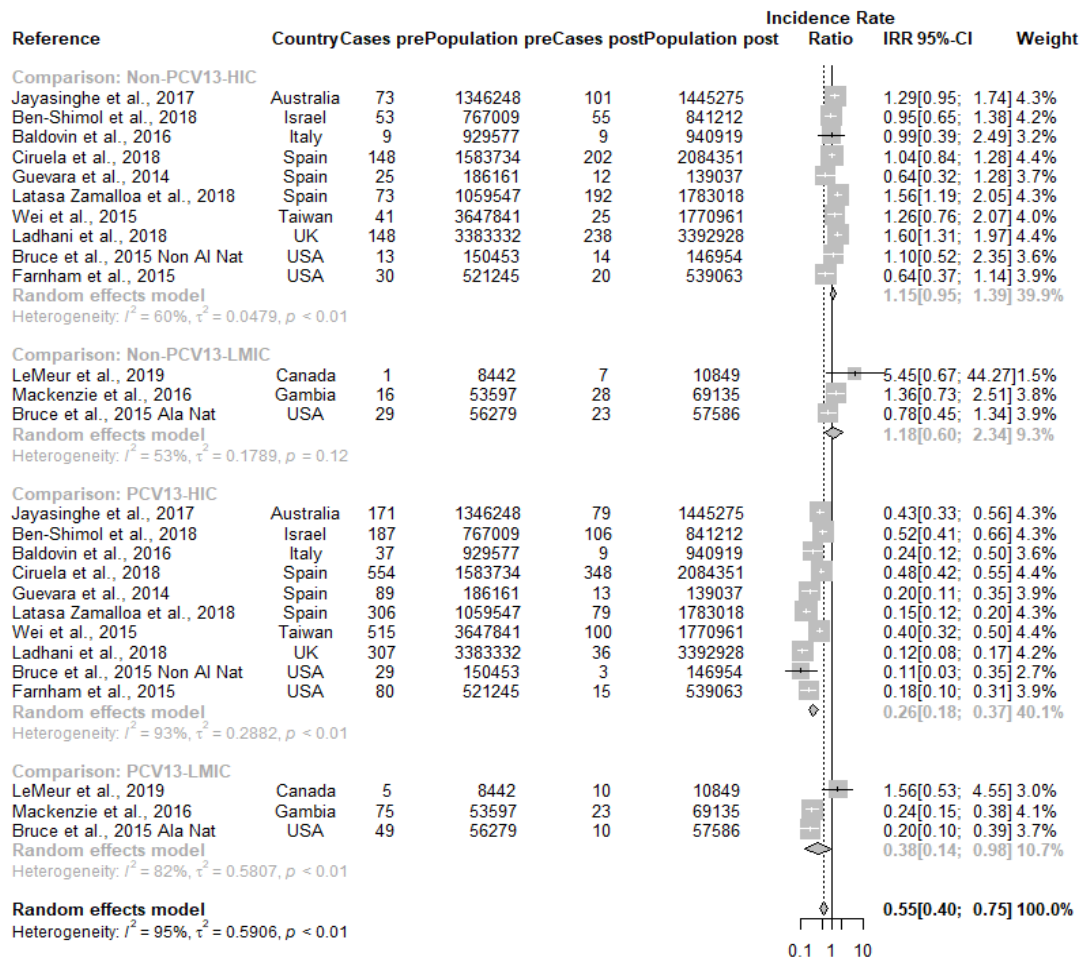 Incidence Rate
Reference Country Cases pre Population pre Cases post Population post Ratio IRR 95%-CI Weight
Comparison: Non-PCV13-HIC
Jayasinghe et al., 2017 Australia 73 1346248 101 1445275 1.29 [0.95; 1.74] 4.3%
Ben-Shimol et al., 2018 Israel 53 767009 55 841212 0.95 [0.65; 1.38] 4.2%
Baldovin et al., 2016 Italy 9 929577 9 940919 0.99 [0.39; 2.49] 3.2%
Ciruela et al., 2018 Spain 148 1583734 202 2084351 1.04 [0.84; 1.28] 4.4%
Guevara et al., 2014 Spain 25 186161 12 139037 0.64 [0.32; 1.28] 3.7%
Latasa Zamalloa et al., 2018 Spain 73 1059547 192 1783018 1.56 [1.19; 2.05] 4.3%
Wei et al., 2015 Taiwan 41 3647841 25 1770961 1.26 [0.76; 2.07] 4.0%
Ladhani et al., 2018 UK 148 3383332 238 3392928 1.60 [1.31; 1.97] 4.4%
Bruce et al., 2015 Non Al Nat USA 13 150453 14 146954 1.10 [0.52; 2.35] 3.6%
Farnham et al., 2015 USA 30 521245 20 539063 0.64 [0.37; 1.14] 3.9%
Random effects model 1.15 [0.95; 1.39] 39.9%
Heterogeneity: I² = 60%, τ² = 0.0479, p < 0.01
Comparison: Non-PCV13-LMIC
LeMeur et al., 2019 Canada 1 8442 7 10849 5.45 [0.67; 44.27] 1.5%
Mackenzie et al., 2016 Gambia 16 53597 28 69135 1.36 [0.73; 2.51] 3.8%
Bruce et al., 2015 Ala Nat USA 29 56279 23 57586 0.78 [0.45; 1.34] 3.9%
Random effects model 1.18 [0.60; 2.34] 9.3%
Heterogeneity: I² = 53%, τ² = 0.1789, p = 0.12
Comparison: PCV13-HIC
Jayasinghe et al., 2017 Australia 171 1346248 79 1445275 0.43 [0.33; 0.56] 4.3%
Ben-Shimol et al., 2018 Israel 187 767009 106 841212 0.52 [0.41; 0.66] 4.3%
Baldovin et al., 2016 Italy 37 929577 9 940919 0.24 [0.12; 0.50] 3.6%
Ciruela et al., 2018 Spain 554 1583734 348 2084351 0.48 [0.42; 0.55] 4.4%
Guevara et al., 2014 Spain 89 186161 13 139037 0.20 [0.11; 0.35] 3.9%
Latasa Zamalloa et al., 2018 Spain 306 1059547 79 1783018 0.15 [0.12; 0.20] 4.3%
Wei et al., 2015 Taiwan 515 3647841 100 1770961 0.40 [0.32; 0.50] 4.4%
Ladhani et al., 2018 UK 307 3383332 36 3392928 0.12 [0.08; 0.17] 4.2%
Bruce et al., 2015 Non Al Nat USA 29 150453 3 146954 0.11 [0.03; 0.35] 2.7%
Farnham et al., 2015 USA 80 521245 15 539063 0.18 [0.10; 0.31] 3.9%
Random effects model 0.26 [0.18; 0.37] 40.1%
Heterogeneity: I² = 93%, τ² = 0.2882, p < 0.01
Comparison: PCV13-LMIC
LeMeur et al., 2019 Canada 5 8442 10 10849 1.56 [0.53; 4.55] 3.0%
Mackenzie et al., 2016 Gambia 75 53597 23 69135 0.24 [0.15; 0.38] 4.1%
Bruce et al., 2015 Ala Nat USA 49 56279 10 57586 0.20 [0.10; 0.39] 3.7%
Random effects model 0.38 [0.14; 0.98] 10.7%
Heterogeneity: I² = 82%, τ² = 0.5807, p < 0.01
Random effects model 0.55 [0.40; 0.75] 100.0%
Heterogeneity: I² = 95%, τ² = 0.5906, p < 0.01
0.1 1 10